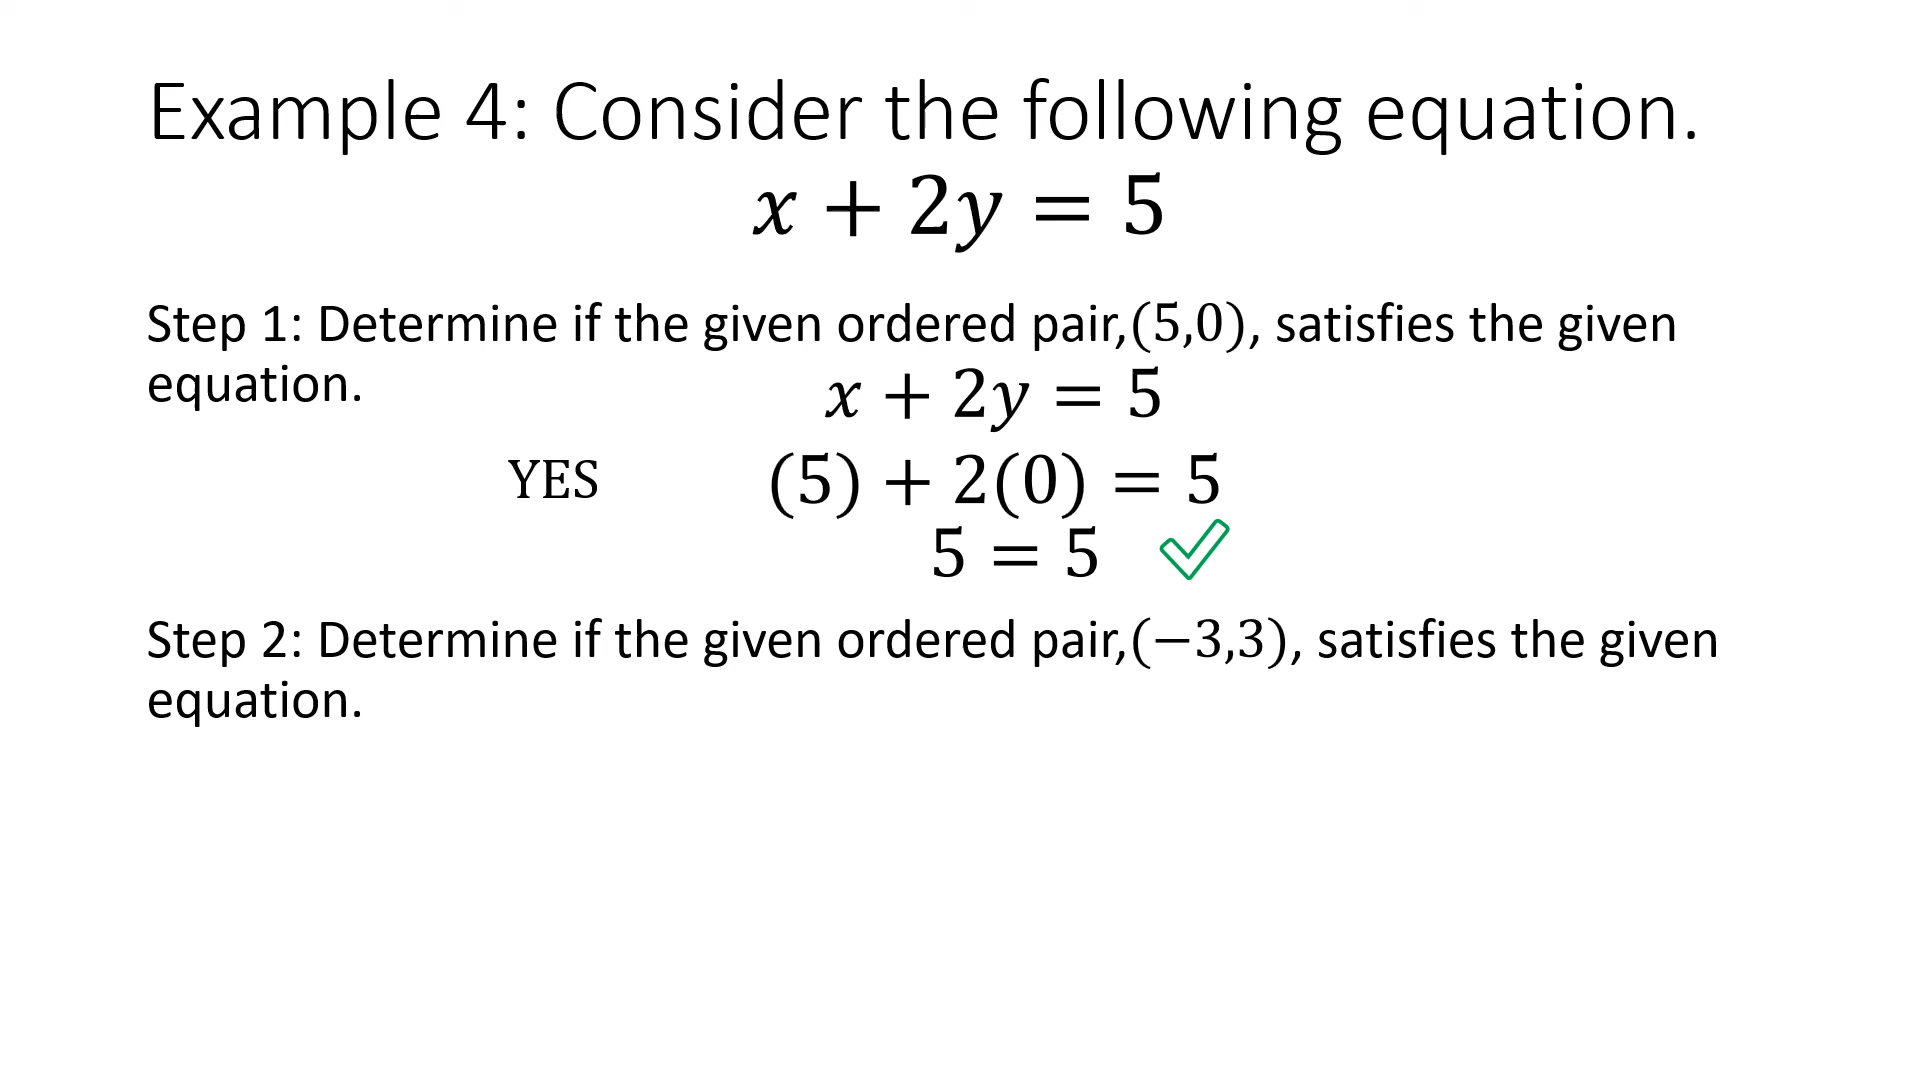 Example 4: Consider the following equation.
x + 2y = 5
Step 1: Determine if the given ordered pair,(5,0), satisfies the given
equation.
x + 2y = 5
YES
(5) + 2(0) = 5
5 = 5
Step 2: Determine if the given ordered pair,(−3,3), satisfies the given
equation.